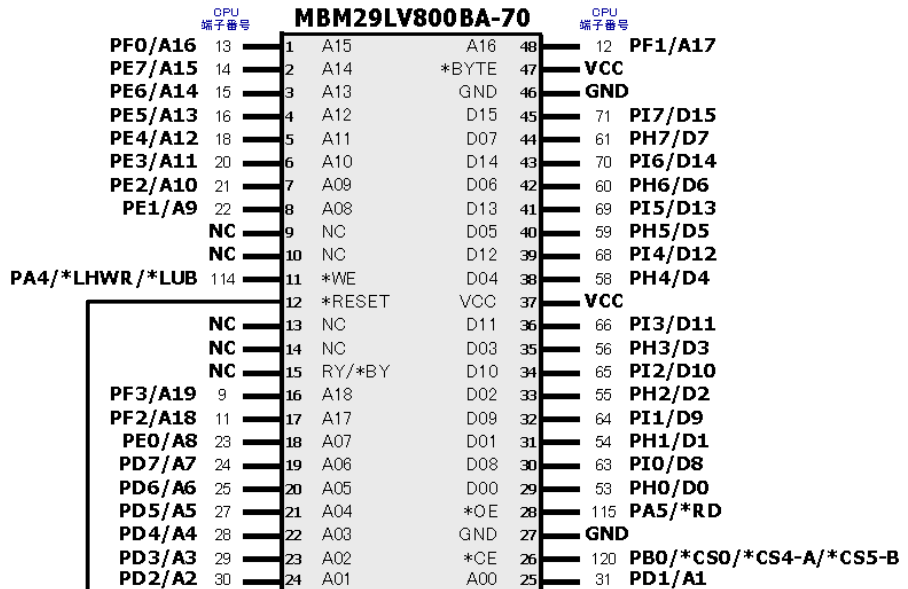 CPU
端子番号
MBM29LV800BA-70
CPU
端子番号
PF0/A16 13 1 A15 A16 48 12 PF1/A17
PE7/A15 14 2 A14 *BYTE 47 VCC
PE6/A14 15 3 A13 GND 46 GND
PE5/A13 16 4 A12 D15 45 71 PI7/D15
PE4/A12 18 5 A11 D07 44 61 PH7/D7
PE3/A11 20 6 A10 D14 43 70 PI6/D14
PE2/A10 21 7 A09 D06 42 60 PH6/D6
PE1/A9 22 8 A08 D13 41 69 PI5/D13
NC 9 NC D05 40 59 PH5/D5
NC 10 NC D12 39 68 PI4/D12
PA4/*LHWR/*LUB 114 11 *WE D04 38 58 PH4/D4
12 *RESET VCC 37 VCC
NC 13 NC D11 36 66 PI3/D11
NC 14 NC D03 35 56 PH3/D3
NC 15 RY/*BY D10 34 65 PI2/D10
PF3/A19 9 16 A18 D02 33 55 PH2/D2
PF2/A18 11 17 A17 D09 32 64 PI1/D9
PE0/A8 23 18 A07 D01 31 54 PH1/D1
PD7/A7 24 19 A06 D08 30 63 PI0/D8
PD6/A6 25 20 A05 D00 29 53 PH0/D0
PD5/A5 27 21 A04 *OE 28 115 PA5/*RD
PD4/A4 28 22 A03 GND 27 GND
PD3/A3 29 23 A02 *CE 26 120 PB0/*CS0/*CS4-A/*CS5-B
PD2/A2 30 24 A01 A00 25 31 PD1/A1